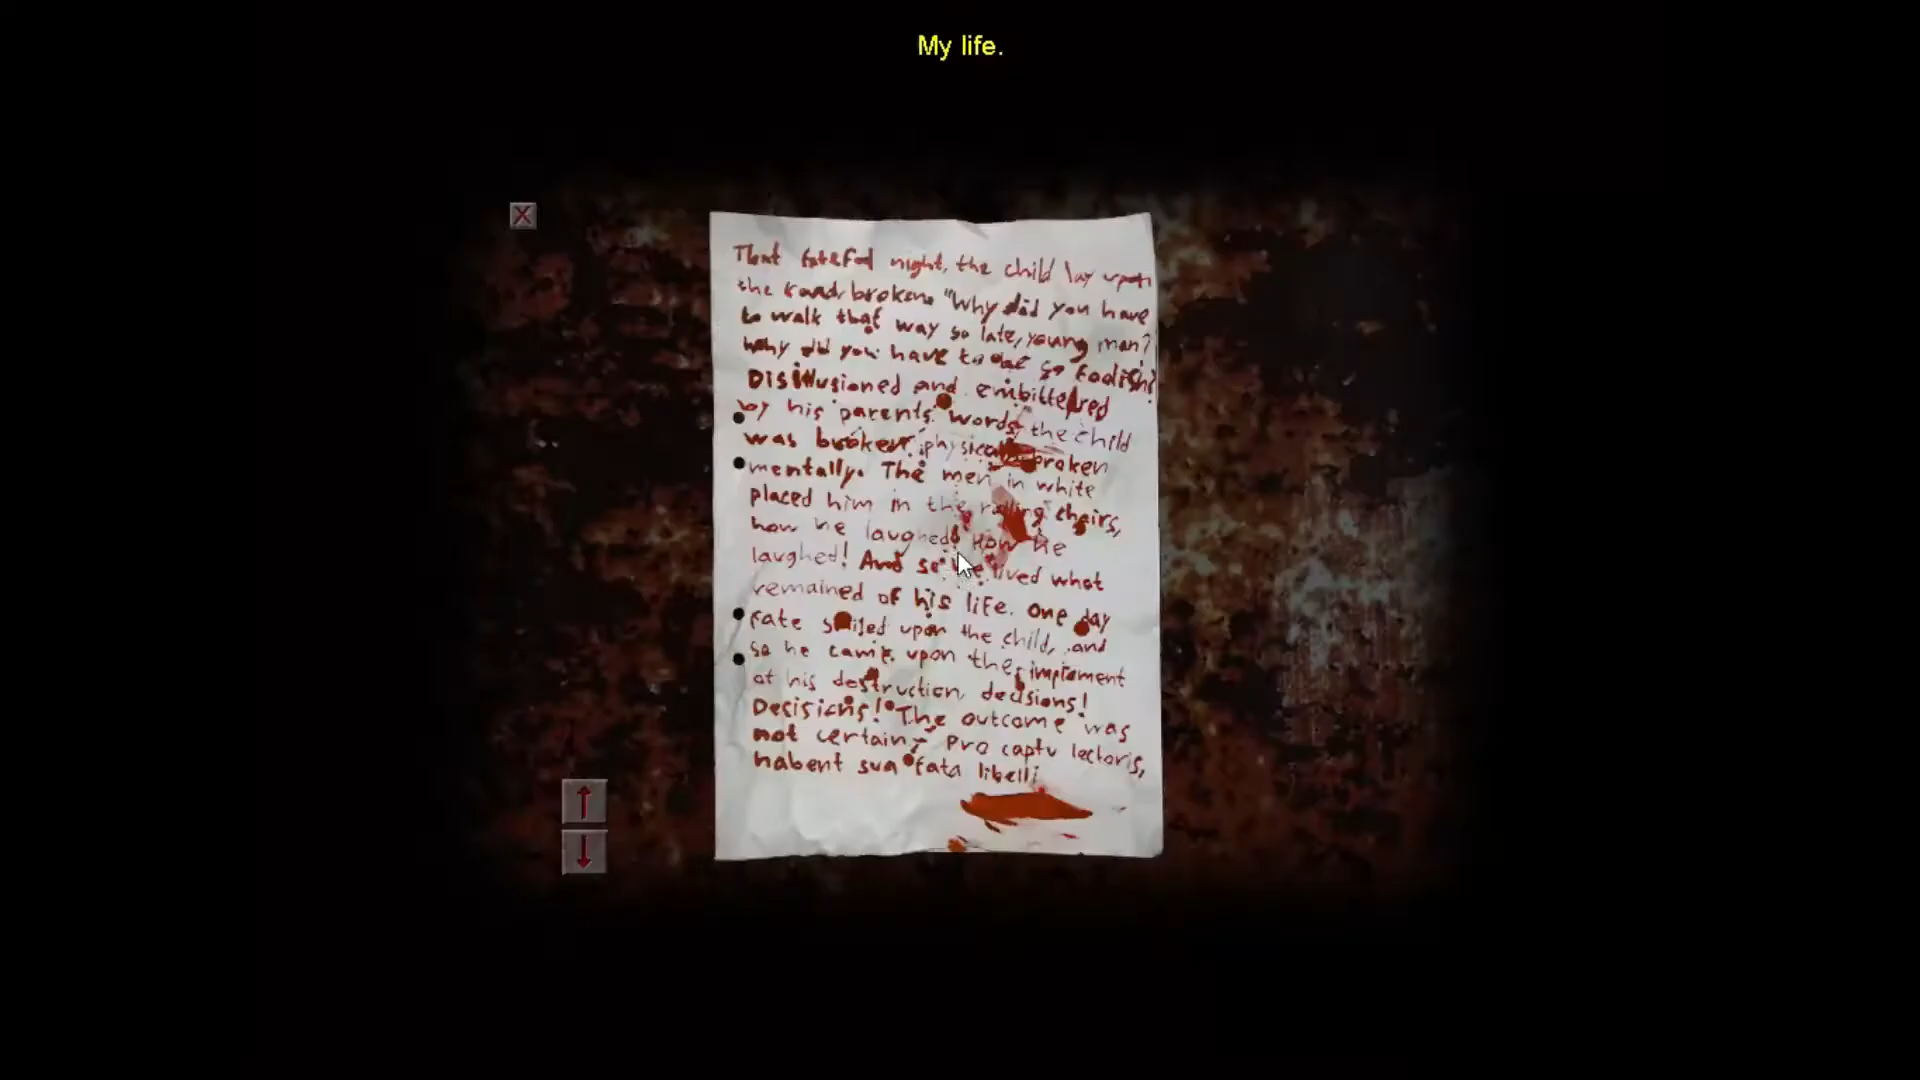 My life.
X
That fateful night, the child lay upon
the road, broken. "Why did you have
to walk that way so late, young man?
Why did you have to be so foolish?
Disillusioned and embittered
by his parents' words, the child
was broken, physically broken
mentally. The men in white
placed him in the rolling chairs,
how he laughed! How he
laughed! And so he lived what
remained of his life. One day
fate smiled upon the child, and
so he came upon the implement
of his destruction, decisions!
Decisions! The outcome was
not certain, - Pro captu lectoris,
habent sua fata libelli